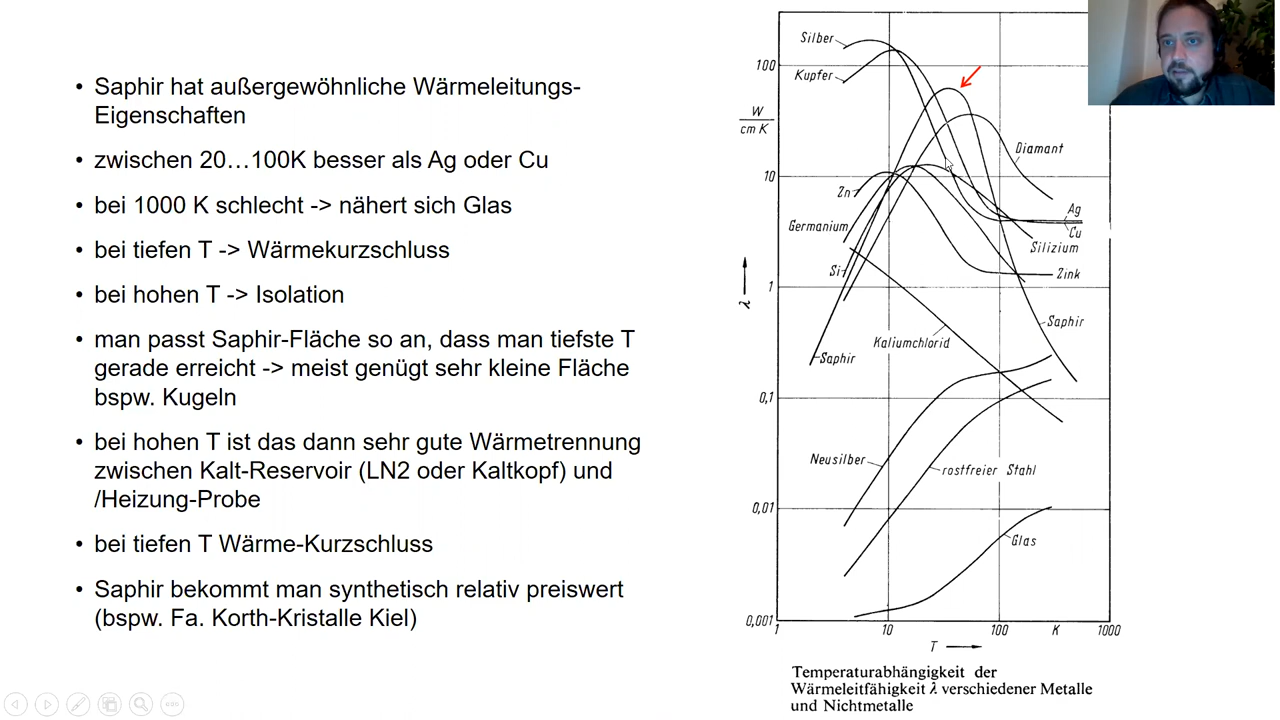 • Saphir hat außergewöhnliche Wärmeleitungs-
Eigenschaften
• zwischen 20…100K besser als Ag oder Cu
• bei 1000 K schlecht -> nähert sich Glas
• bei tiefen T -> Wärmekurzschluss
• bei hohen T -> Isolation
• man passt Saphir-Fläche so an, dass man tiefste T
gerade erreicht -> meist genügt sehr kleine Fläche
bspw. Kugeln
• bei hohen T ist das dann sehr gute Wärmetrennung
zwischen Kalt-Reservoir (LN2 oder Kaltkopf) und
/Heizung-Probe
• bei tiefen T Wärme-Kurzschluss
• Saphir bekommt man synthetisch relativ preiswert
(bspw. Fa. Korth-Kristalle Kiel)
Silber
100
Kupfer
W
cm K
Diamant
10
Zn
Ag
Germanium
Cu
Silizium
Si
Zink
λ
1
Saphir
Kaliumchlorid
Saphir
0,1
Neusilber
rostfreier Stahl
0,01
Glas
0,001
1 10 100 K 1000
T
Temperaturabhängigkeit der
Wärmeleitfähigkeit λ verschiedener Metalle
und Nichtmetalle